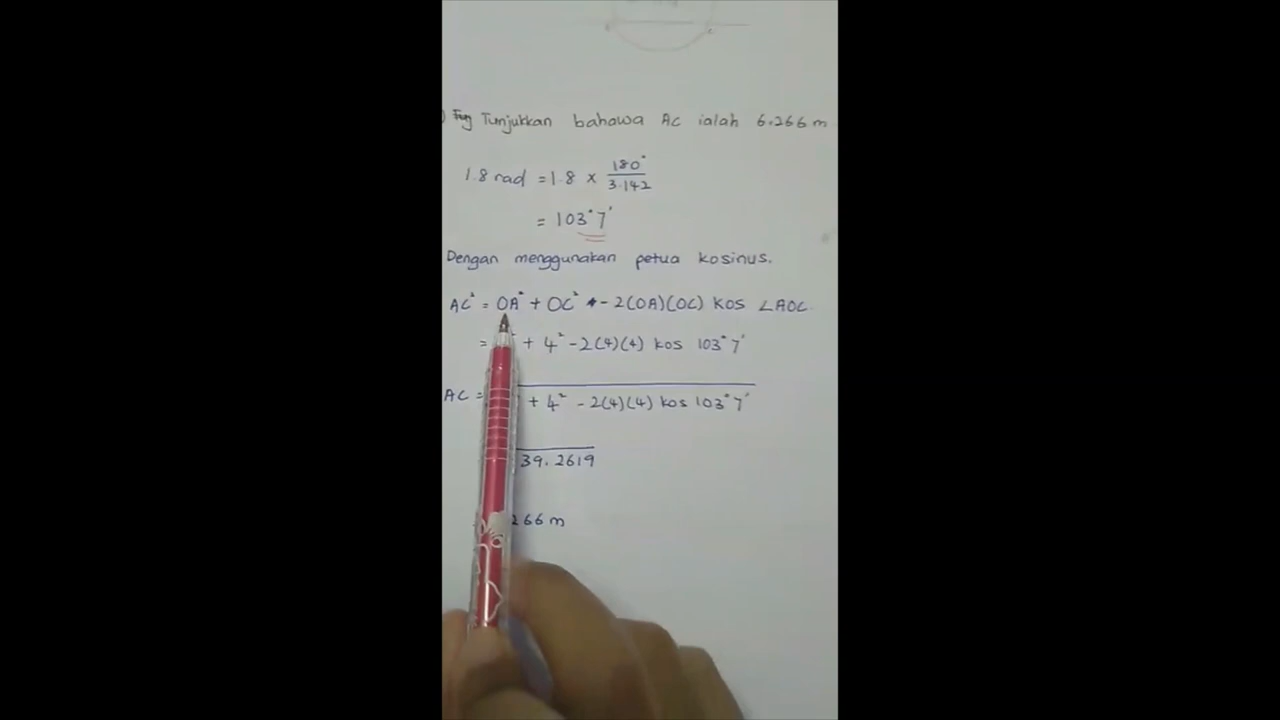 ) Tunjukkan bahawa AC ialah 6.266 m
1.8 rad = 1.8 × 180° / 3.142
= 103°7'
Dengan menggunakan petua kosinus.
AC² = OA² + OC² - 2(OA)(OC) kos ∠AOC
= ² + 4² - 2(4)(4) kos 103°7'
AC = + 4² - 2(4)(4) kos 103°7'
39.2619
266 m